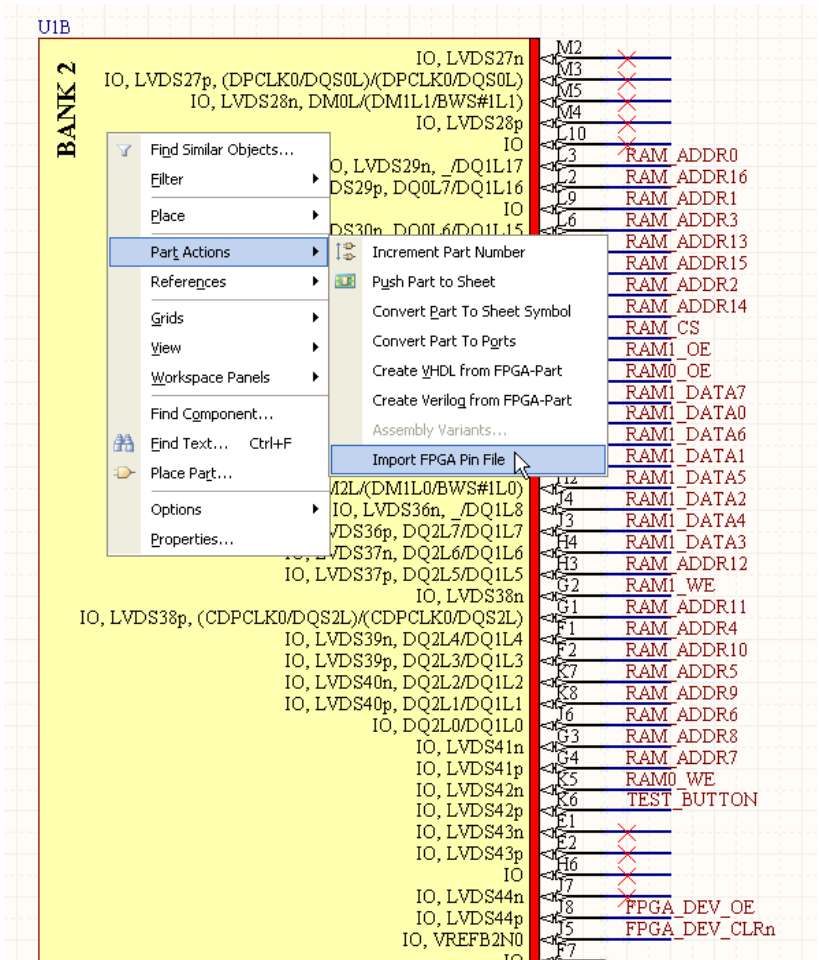 U1B
BANK 2
IO, LVDS27n M2
IO, LVDS27p, (DPCLK0/DQS0L)/(DPCLK0/DQS0L) M3
IO, LVDS28n, DM0L/(DM1L1/BWS#1L1) M5
IO, LVDS28p M4
IO L10
O, LVDS29n, _/DQ1L17 L3 RAM_ADDR0
DS29p, DQ0L7/DQ1L16 L2 RAM_ADDR16
IO L9 RAM_ADDR1
DS30n, DQ0L6/DQ1L15 L6 RAM_ADDR3
RAM_ADDR13
RAM_ADDR15
RAM_ADDR2
RAM_ADDR14
RAM_CS
RAM1_OE
RAM0_OE
RAM1_DATA7
RAM1_DATA0
RAM1_DATA6
RAM1_DATA1
Find Similar Objects...
Filter
Place
Part Actions
References
Grids
View
Workspace Panels
Find Component...
Find Text... Ctrl+F
Place Part...
Options
Properties...
Increment Part Number
Push Part to Sheet
Convert Part To Sheet Symbol
Convert Part To Ports
Create VHDL from FPGA-Part
Create Verilog from FPGA-Part
Assembly Variants...
Import FPGA Pin File
M2L/(DM1L0/BWS#1L0) RAM1_DATA5
IO, LVDS36n, _/DQ1L8 J4 RAM1_DATA2
VDS36p, DQ2L7/DQ1L7 J3 RAM1_DATA4
VDS37n, DQ2L6/DQ1L6 H4 RAM1_DATA3
IO, LVDS37p, DQ2L5/DQ1L5 H3 RAM_ADDR12
IO, LVDS38n G2 RAM1_WE
IO, LVDS38p, (CDPCLK0/DQS2L)/(CDPCLK0/DQS2L) G1 RAM_ADDR11
IO, LVDS39n, DQ2L4/DQ1L4 F1 RAM_ADDR4
IO, LVDS39p, DQ2L3/DQ1L3 F2 RAM_ADDR10
IO, LVDS40n, DQ2L2/DQ1L2 K7 RAM_ADDR5
IO, LVDS40p, DQ2L1/DQ1L1 K8 RAM_ADDR9
IO, DQ2L0/DQ1L0 J6 RAM_ADDR6
IO, LVDS41n G3 RAM_ADDR8
IO, LVDS41p G4 RAM_ADDR7
IO, LVDS42n K5 RAM0_WE
IO, LVDS42p K6 TEST_BUTTON
IO, LVDS43n E1
IO, LVDS43p E2
IO H6
IO, LVDS44n J7
IO, LVDS44p J8 FPGA_DEV_OE
IO, VREFB2N0 J5 FPGA_DEV_CLRn
IO F7